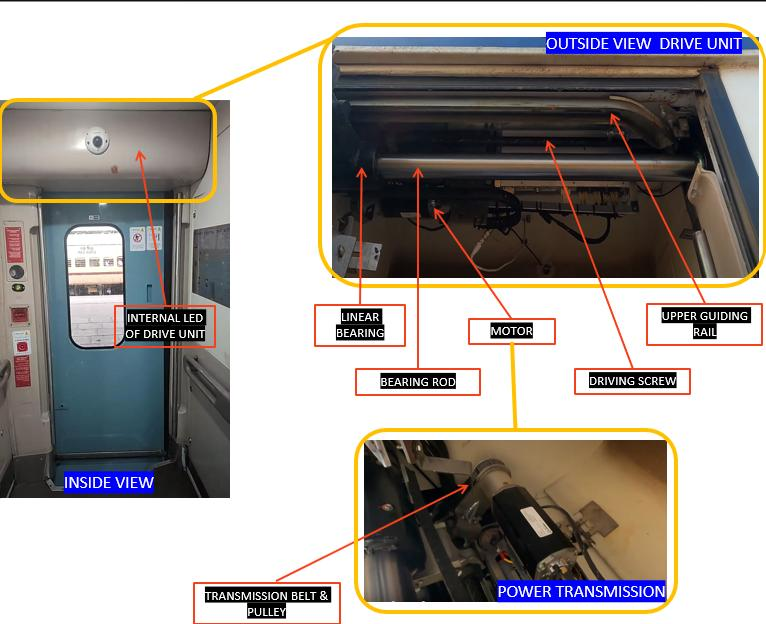 OUTSIDE VIEW DRIVE UNIT
INTERNAL LED
OF DRIVE UNIT
LINEAR
BEARING
MOTOR
UPPER GUIDING
RAIL
BEARING ROD
DRIVING SCREW
INSIDE VIEW
TRANSMISSION BELT &
PULLEY
POWER TRANSMISSION